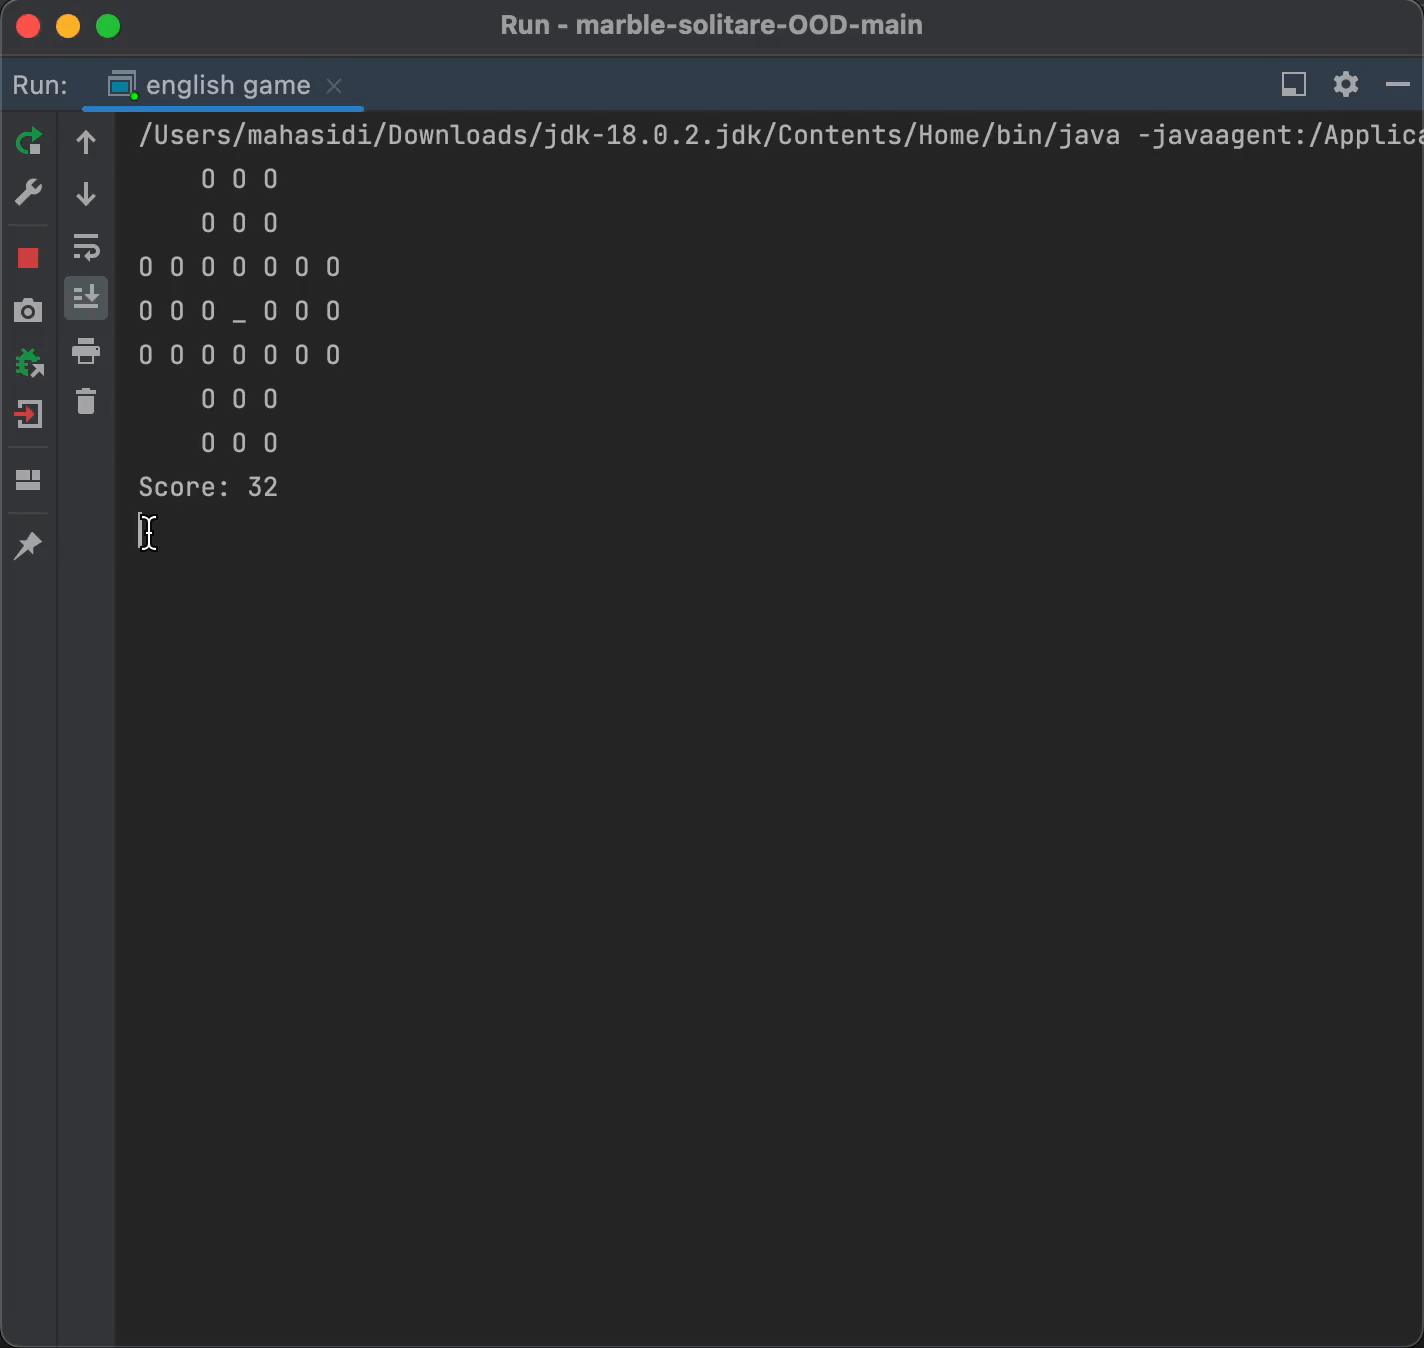 Run - marble-solitare-OOD-main
Run: english game
/Users/mahasidi/Downloads/jdk-18.0.2.jdk/Contents/Home/bin/java -javaagent:/Applica
    O O O
    O O O
O O O O O O O
O O O _ O O O
O O O O O O O
    O O O
    O O O
Score: 32